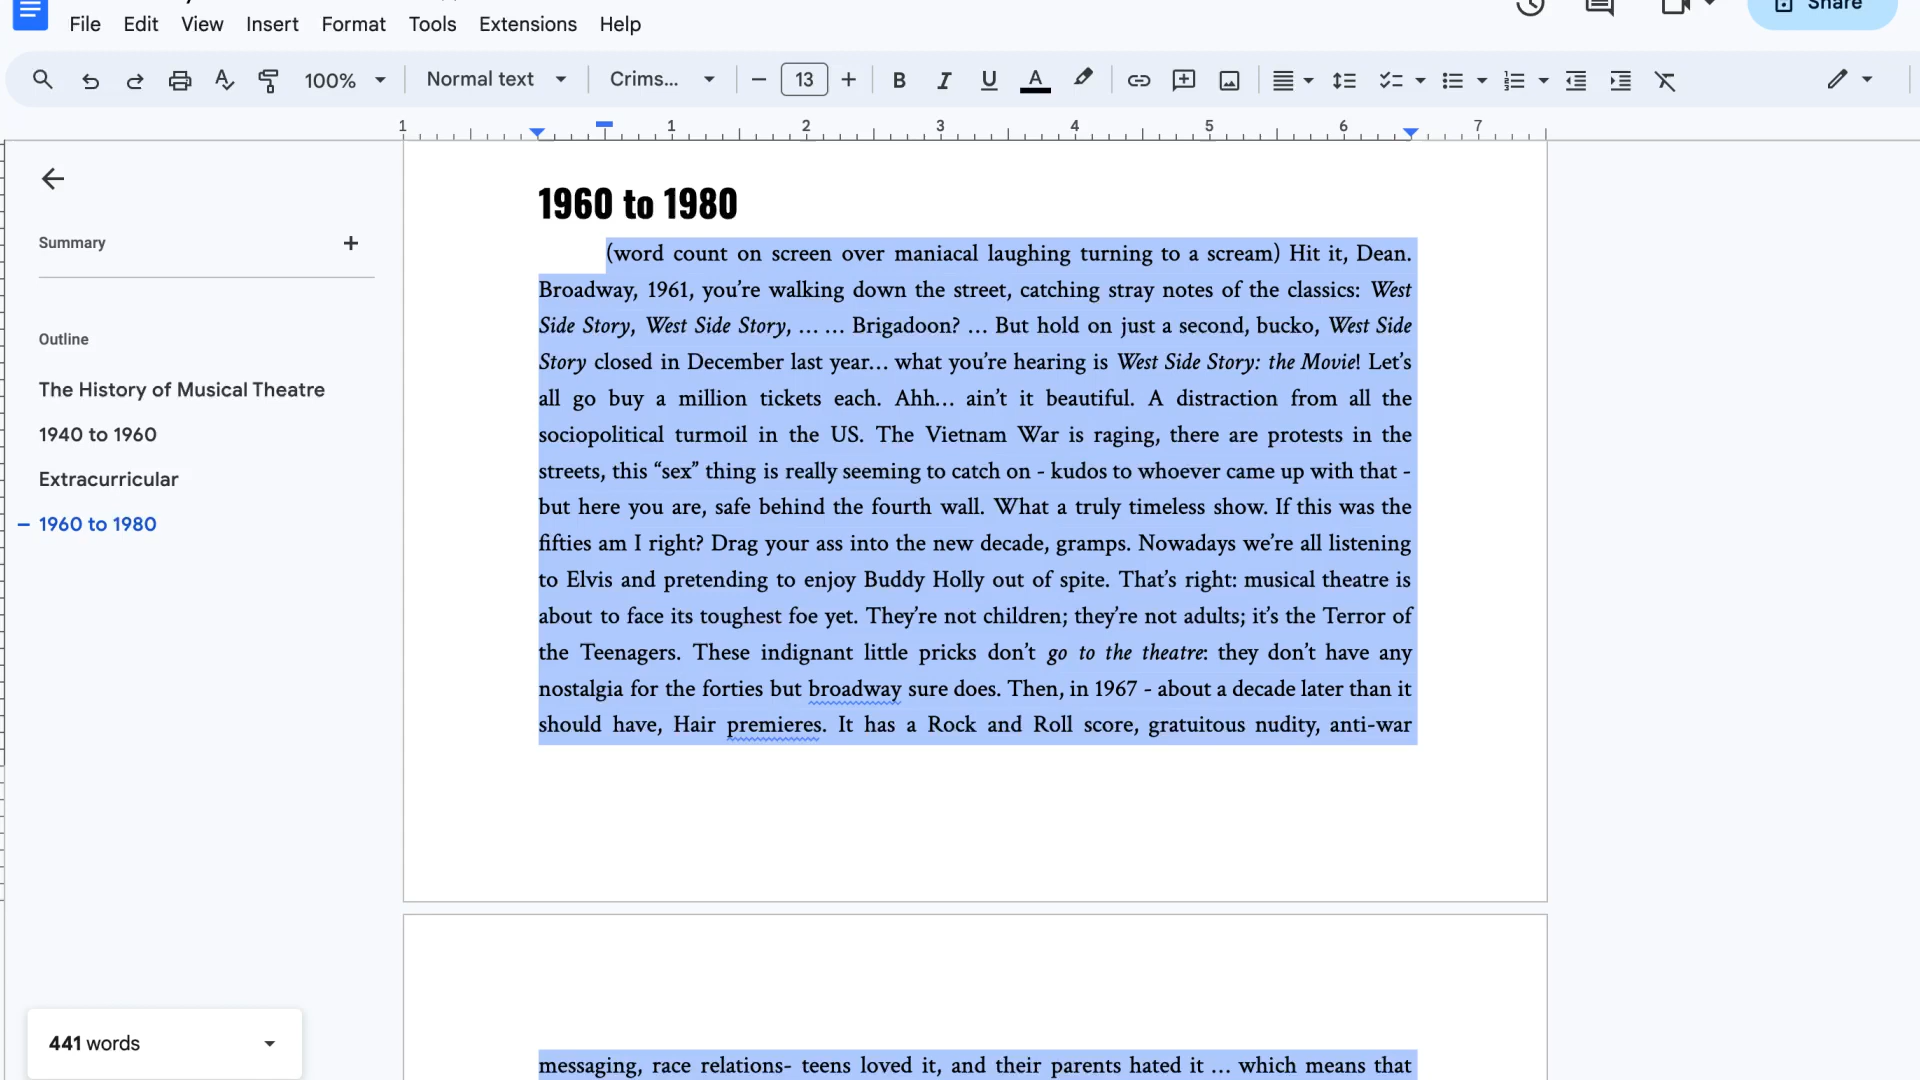 Share
File Edit View Insert Format Tools Extensions Help
100% Normal text Crims... 13 B I U A
1 1 2 3 4 5 6 7
Summary
Outline
The History of Musical Theatre
1940 to 1960
Extracurricular
1960 to 1980
441 words
1960 to 1980
(word count on screen over maniacal laughing turning to a scream) Hit it, Dean.
Broadway, 1961, you’re walking down the street, catching stray notes of the classics: West
Side Story, West Side Story, … … Brigadoon? … But hold on just a second, bucko, West Side
Story closed in December last year… what you’re hearing is West Side Story: the Movie! Let’s
all go buy a million tickets each. Ahh… ain’t it beautiful. A distraction from all the
sociopolitical turmoil in the US. The Vietnam War is raging, there are protests in the
streets, this “sex” thing is really seeming to catch on - kudos to whoever came up with that -
but here you are, safe behind the fourth wall. What a truly timeless show. If this was the
fifties am I right? Drag your ass into the new decade, gramps. Nowadays we’re all listening
to Elvis and pretending to enjoy Buddy Holly out of spite. That’s right: musical theatre is
about to face its toughest foe yet. They’re not children; they’re not adults; it’s the Terror of
the Teenagers. These indignant little pricks don’t go to the theatre: they don’t have any
nostalgia for the forties but broadway sure does. Then, in 1967 - about a decade later than it
should have, Hair premieres. It has a Rock and Roll score, gratuitous nudity, anti-war
messaging, race relations- teens loved it, and their parents hated it … which means that